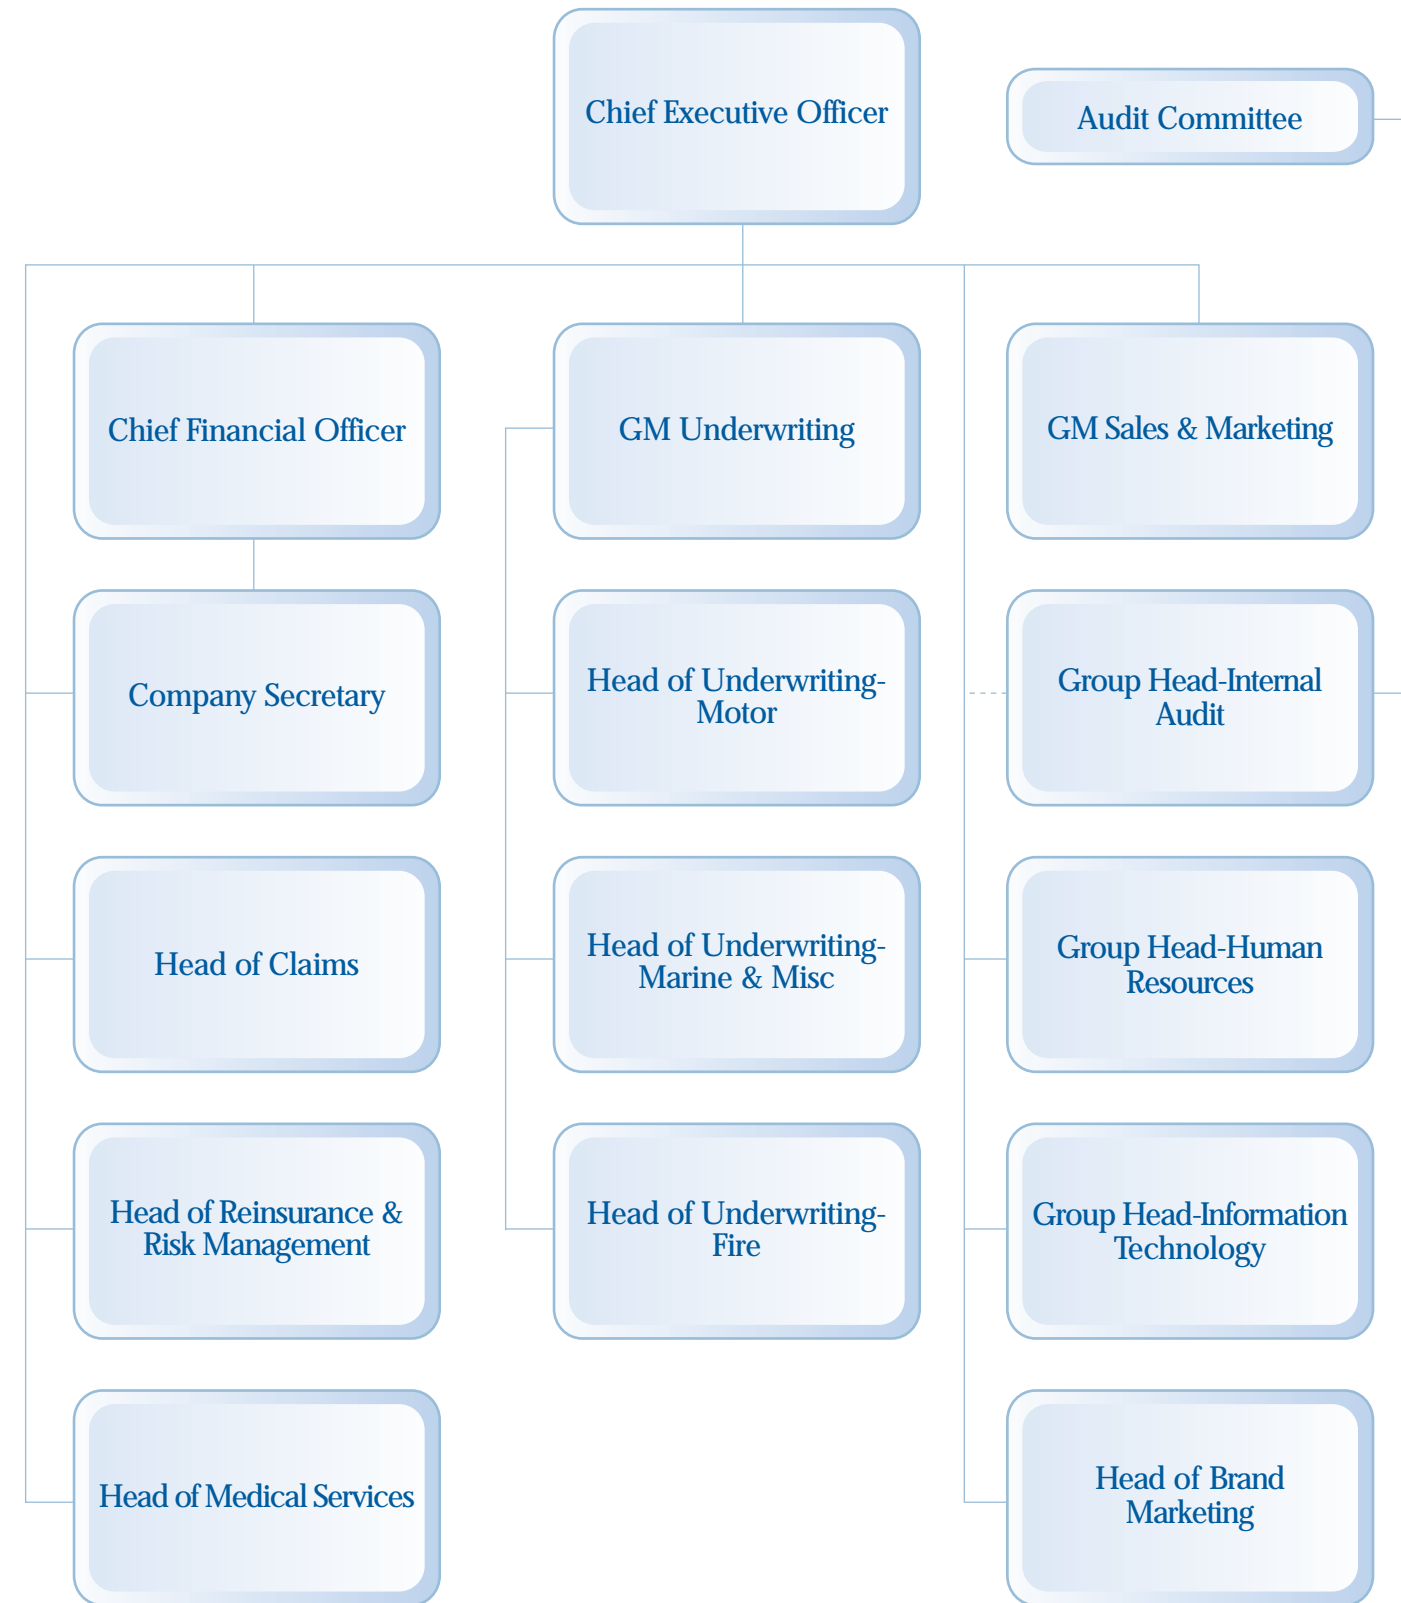 Chief Executive Officer
Audit Committee
Chief Financial Officer
GM Underwriting
GM Sales & Marketing
Company Secretary
Head of Underwriting-
Motor
Group Head-Internal
Audit
Head of Claims
Head of Underwriting-
Marine & Misc
Group Head-Human
Resources
Head of Reinsurance &
Risk Management
Head of Underwriting-
Fire
Group Head-Information
Technology
Head of Medical Services
Head of Brand
Marketing